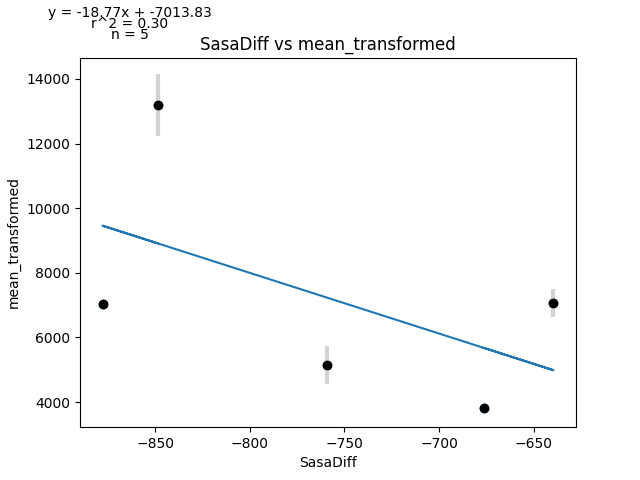 y = -18.77x + -7013.83
r^2 = 0.30
n = 5
SasaDiff vs mean_transformed
14000
12000
10000
8000
6000
4000
mean_transformed
−850
−800
−750
−700
−650
SasaDiff